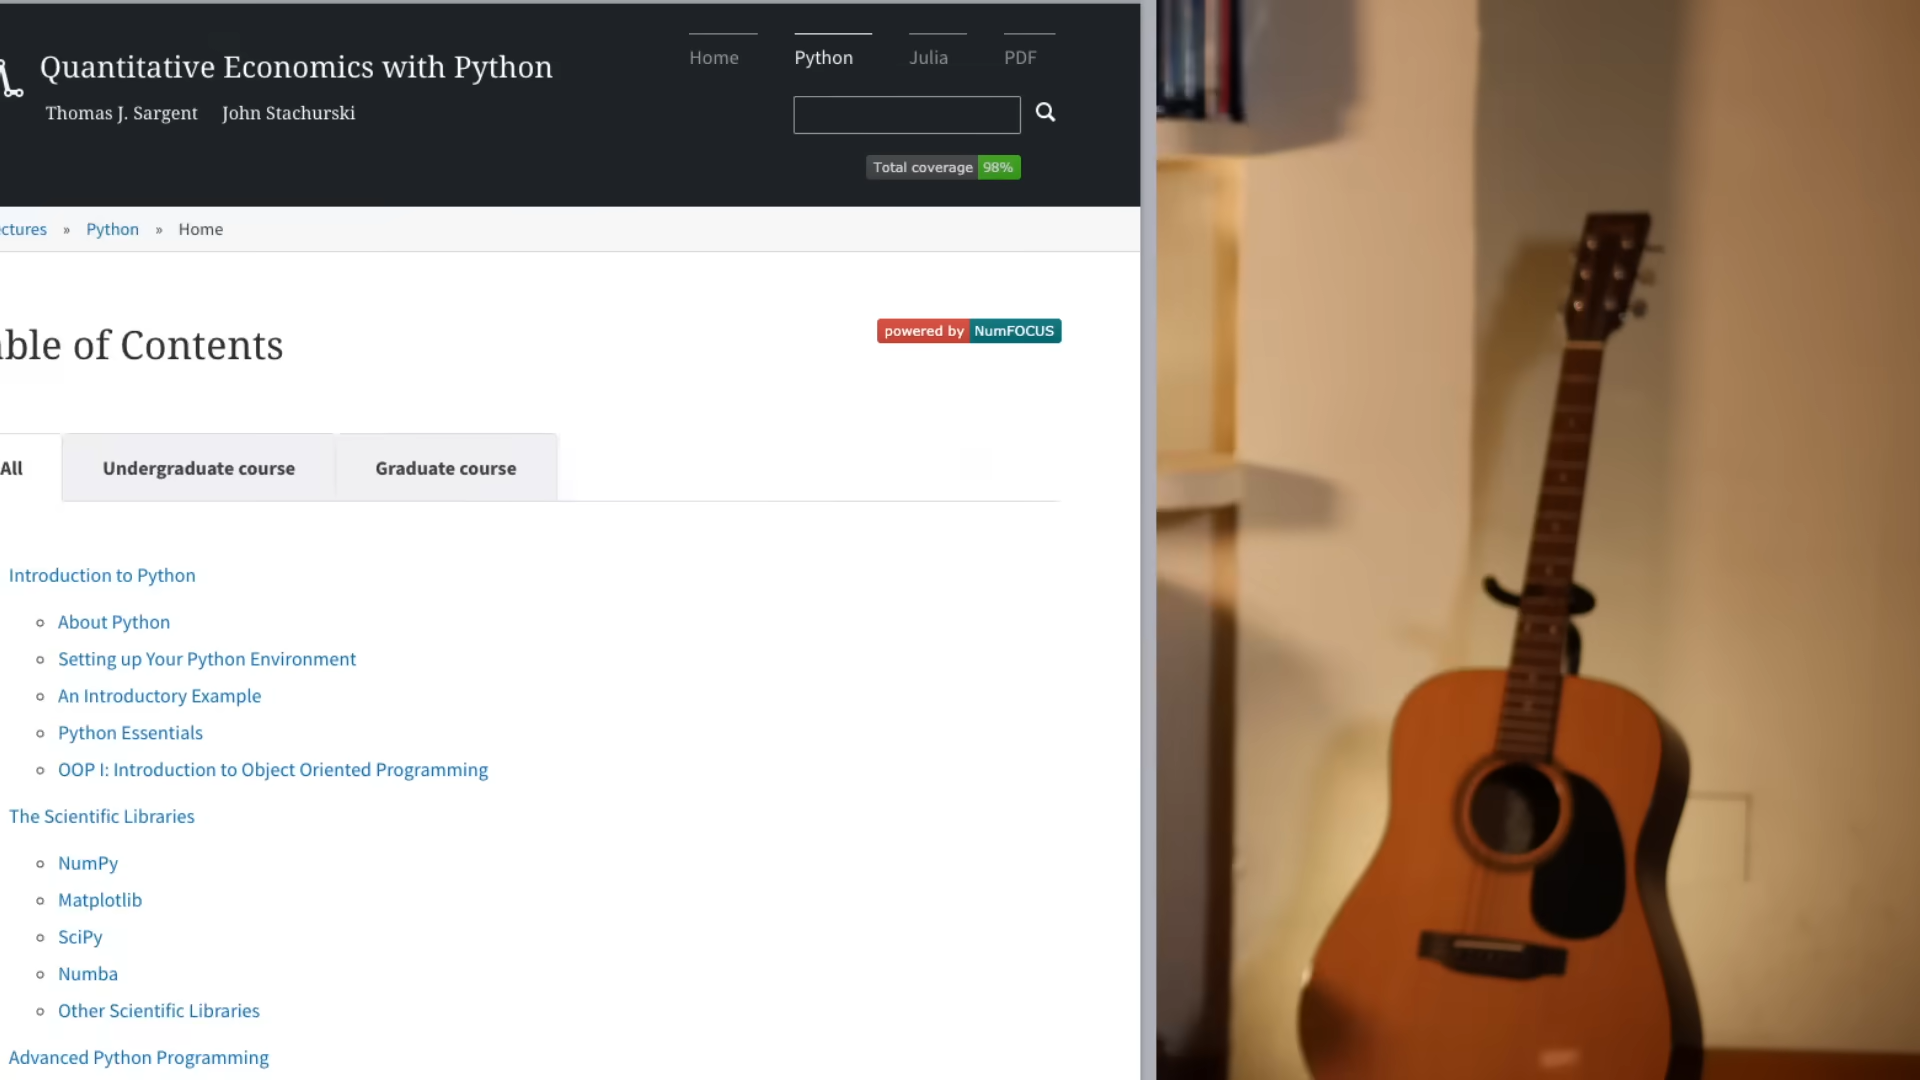 Quantitative Economics with Python
Thomas J. Sargent John Stachurski
Home Python Julia PDF
Total coverage 98%
ctures » Python » Home
ble of Contents
powered by NumFOCUS
All Undergraduate course Graduate course
Introduction to Python
About Python
Setting up Your Python Environment
An Introductory Example
Python Essentials
OOP I: Introduction to Object Oriented Programming
The Scientific Libraries
NumPy
Matplotlib
SciPy
Numba
Other Scientific Libraries
Advanced Python Programming